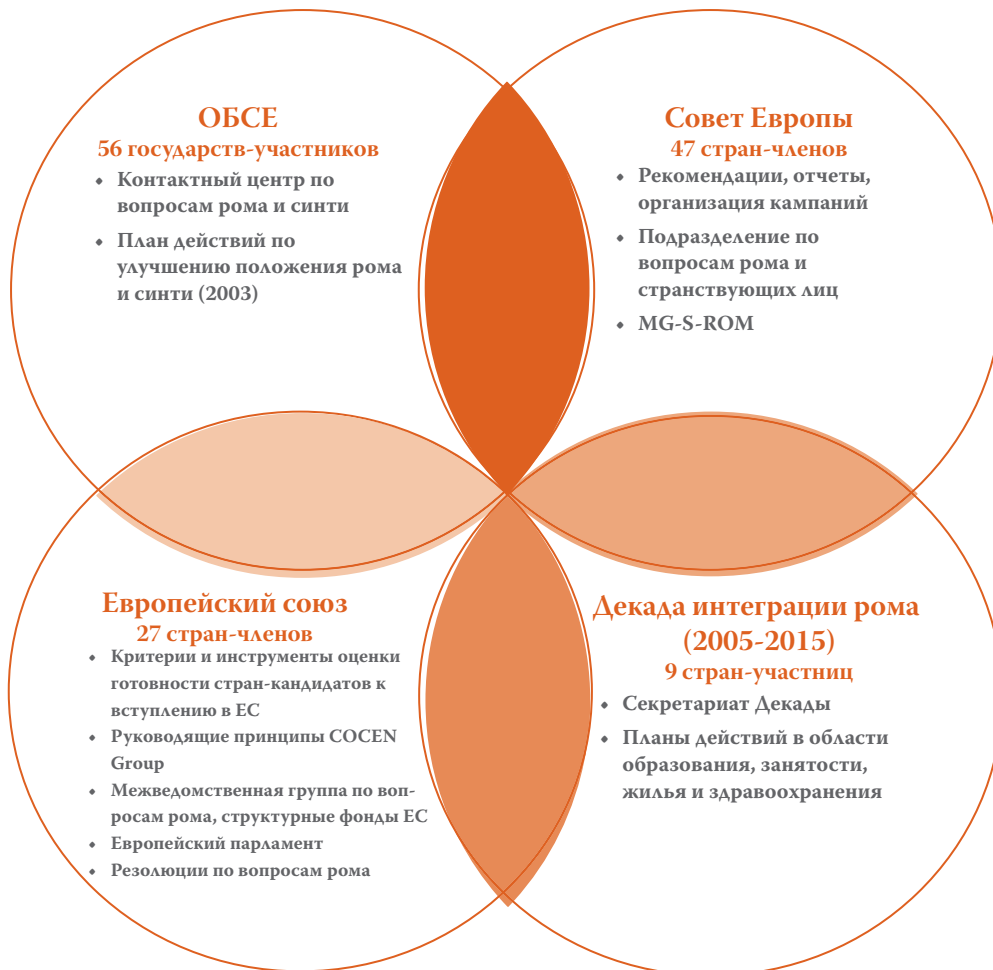 ОБСЕ
56 государств-участников
• Контактный центр по
вопросам рома и синти
• План действий по
улучшению положения рома
и синти (2003)
Совет Европы
47 стран-членов
• Рекомендации, отчеты,
организация кампаний
• Подразделение по
вопросам рома и
странствующих лиц
• MG-S-ROM
Европейский союз
27 стран-членов
• Критерии и инструменты оценки
готовности стран-кандидатов к
вступлению в ЕС
• Руководящие принципы COCEN
Group
• Межведомственная группа по воп-
росам рома, структурные фонды ЕС
• Европейский парламент
• Резолюции по вопросам рома
Декада интеграции рома
(2005-2015)
9 стран-участниц
• Секретариат Декады
• Планы действий в области
образования, занятости,
жилья и здравоохранения